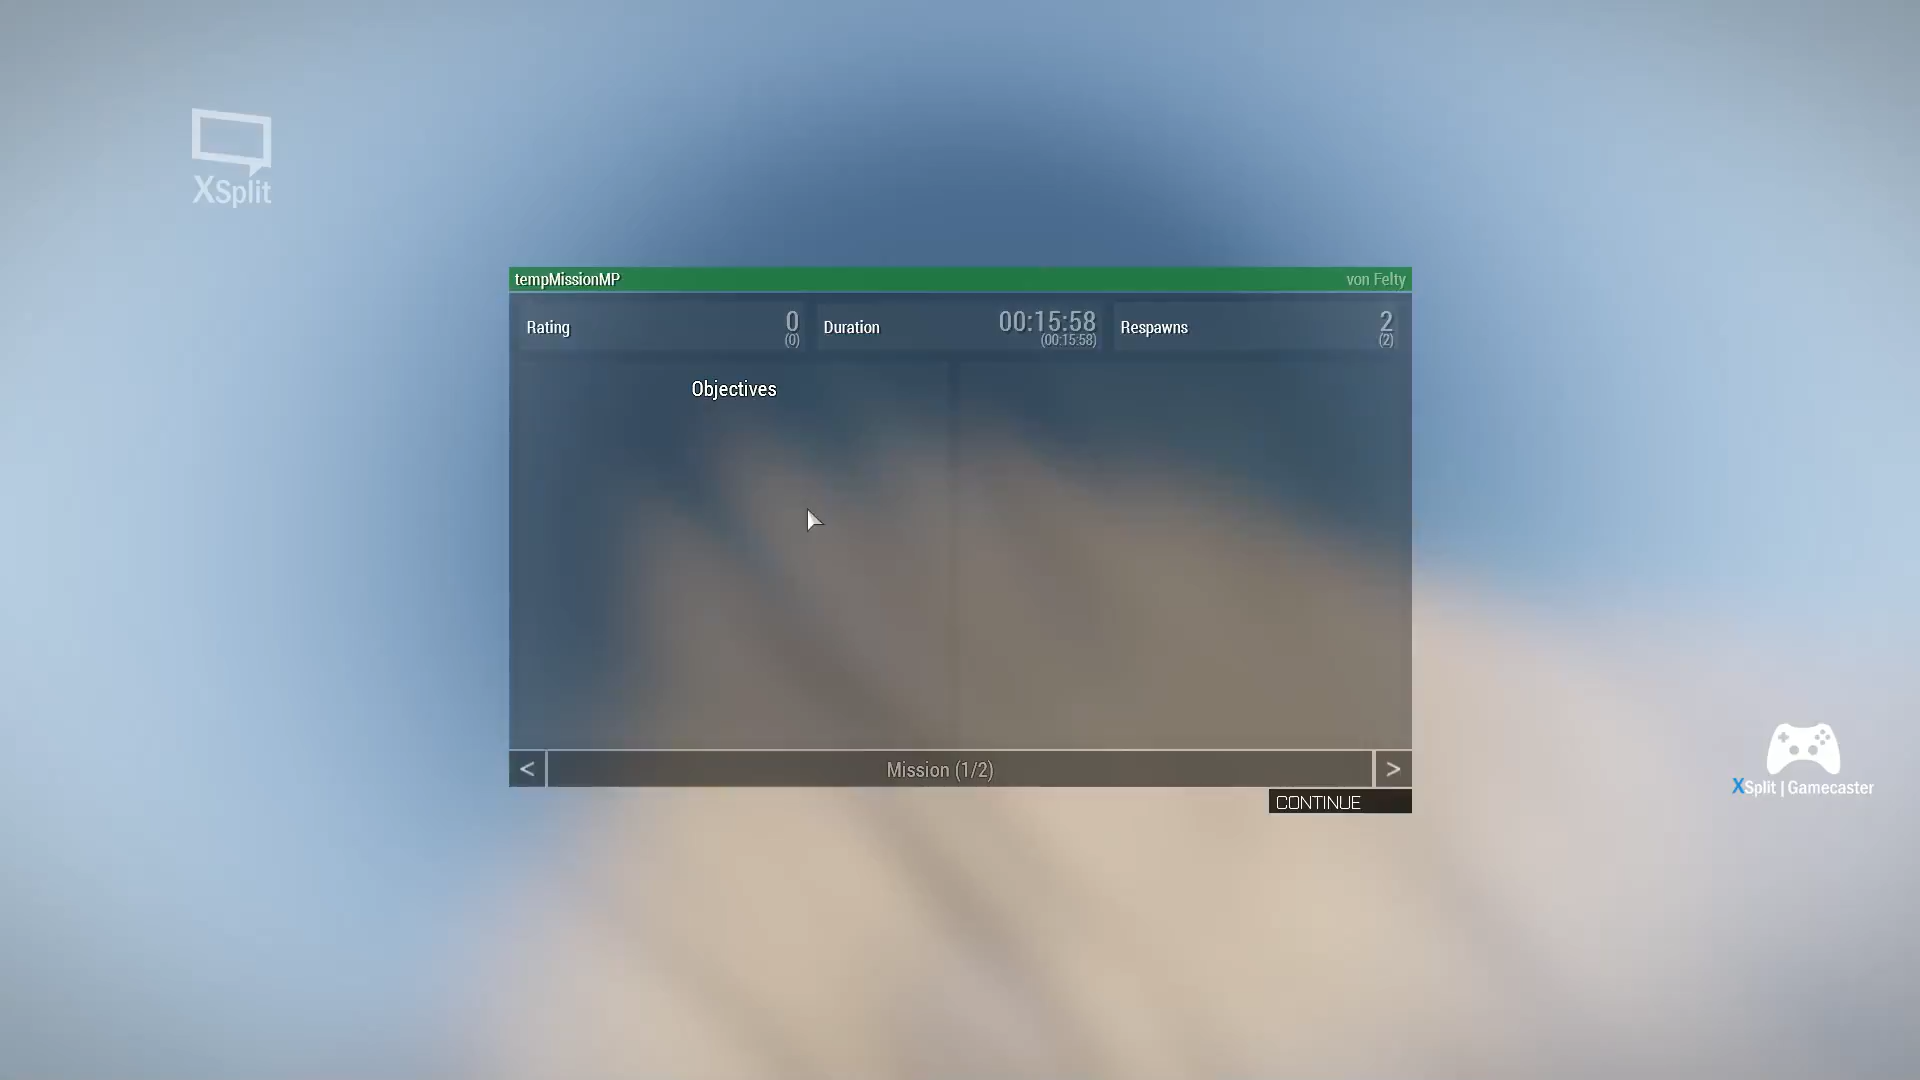 XSplit
tempMissionMP
von Felty
Rating
0
(0)
Duration
00:15:58
(00:15:58)
Respawns
2
(2)
Objectives
<
Mission (1/2)
>
XSplit | Gamecaster
CONTINUE